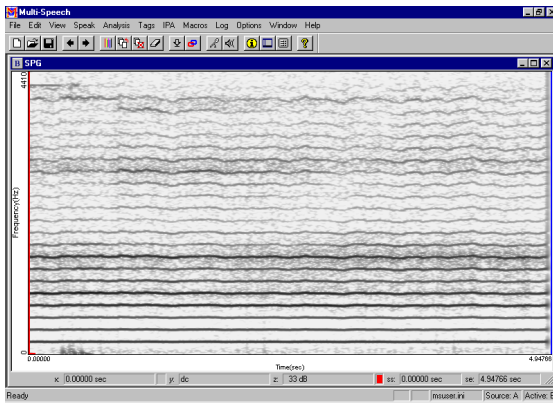 Multi-Speech
File Edit View Speak Analysis Tags IPA Macros Log Options Window Help
B SPG
4410
Frequency(Hz)
0
0.00000 4.94766
Time(sec)
x: 0.00000 sec y: dc z: 33 dB ss: 0.00000 sec se: 4.94766 sec
Ready msuser.ini Source: A Active: B